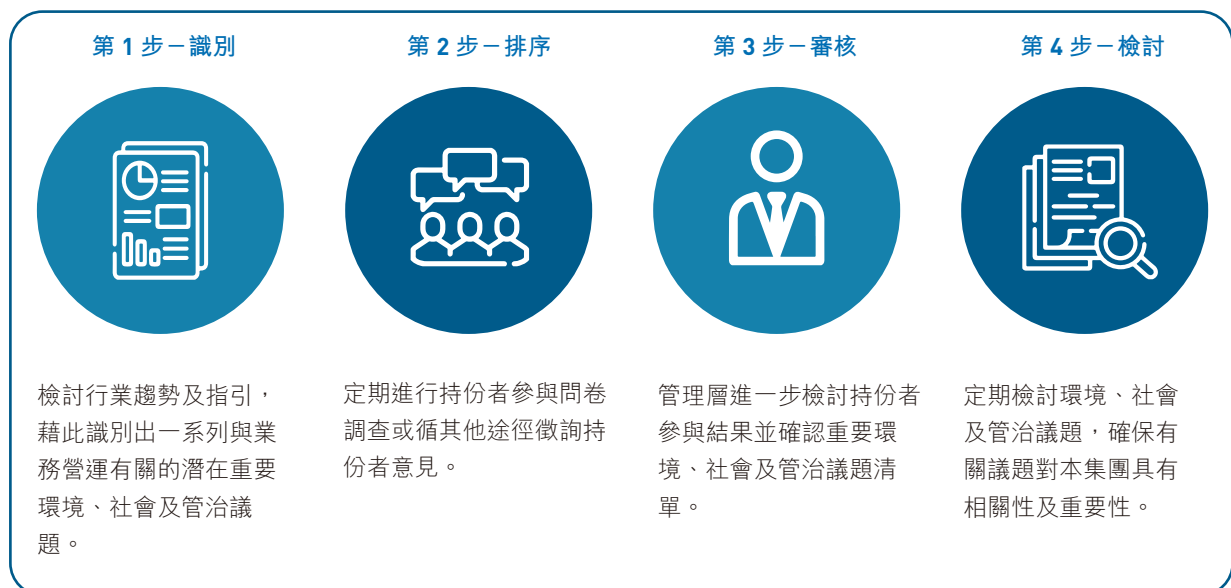 第 1 步－識別
檢討行業趨勢及指引，
藉此識別出一系列與業
務營運有關的潛在重要
環境、社會及管治議
題。
第 2 步－排序
定期進行持份者參與問卷
調查或循其他途徑徵詢持
份者意見。
第 3 步－審核
管理層進一步檢討持份者
參與結果並確認重要環
境、社會及管治議題清
單。
第 4 步－檢討
定期檢討環境、社會
及管治議題，確保有
關議題對本集團具有
相關性及重要性。